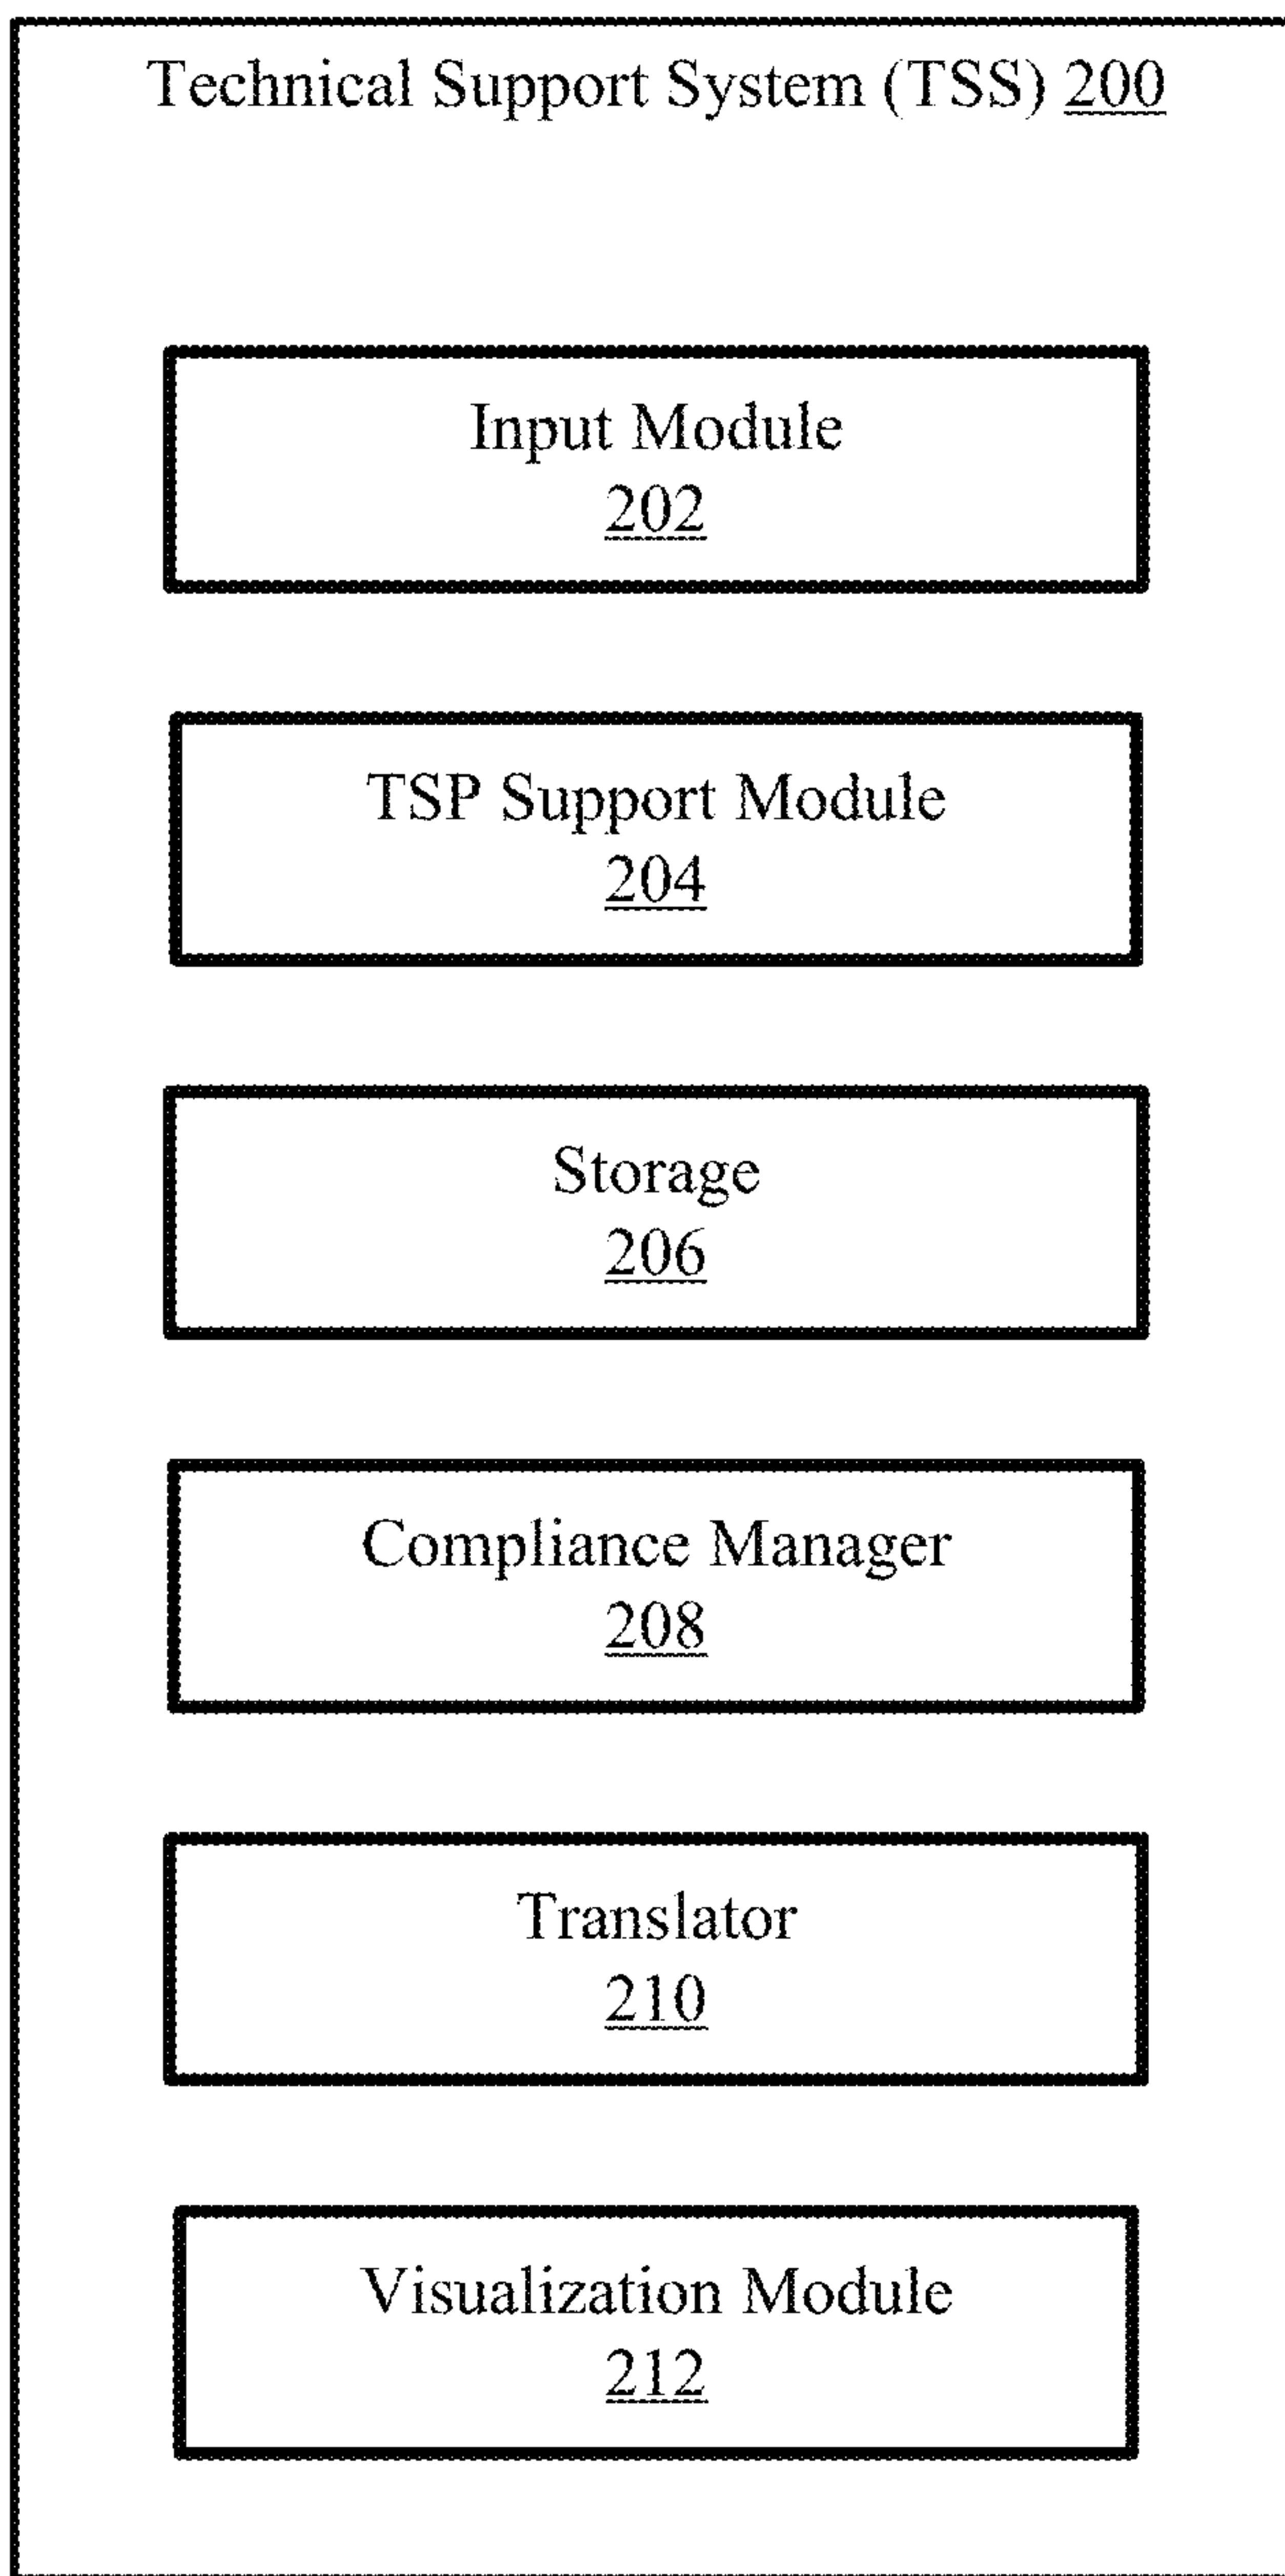 Technical Support System (TSS) 200
Input Module
202
TSP Support Module
204
Storage
206
Compliance Manager
208
Translator
210
Visualization Module
212